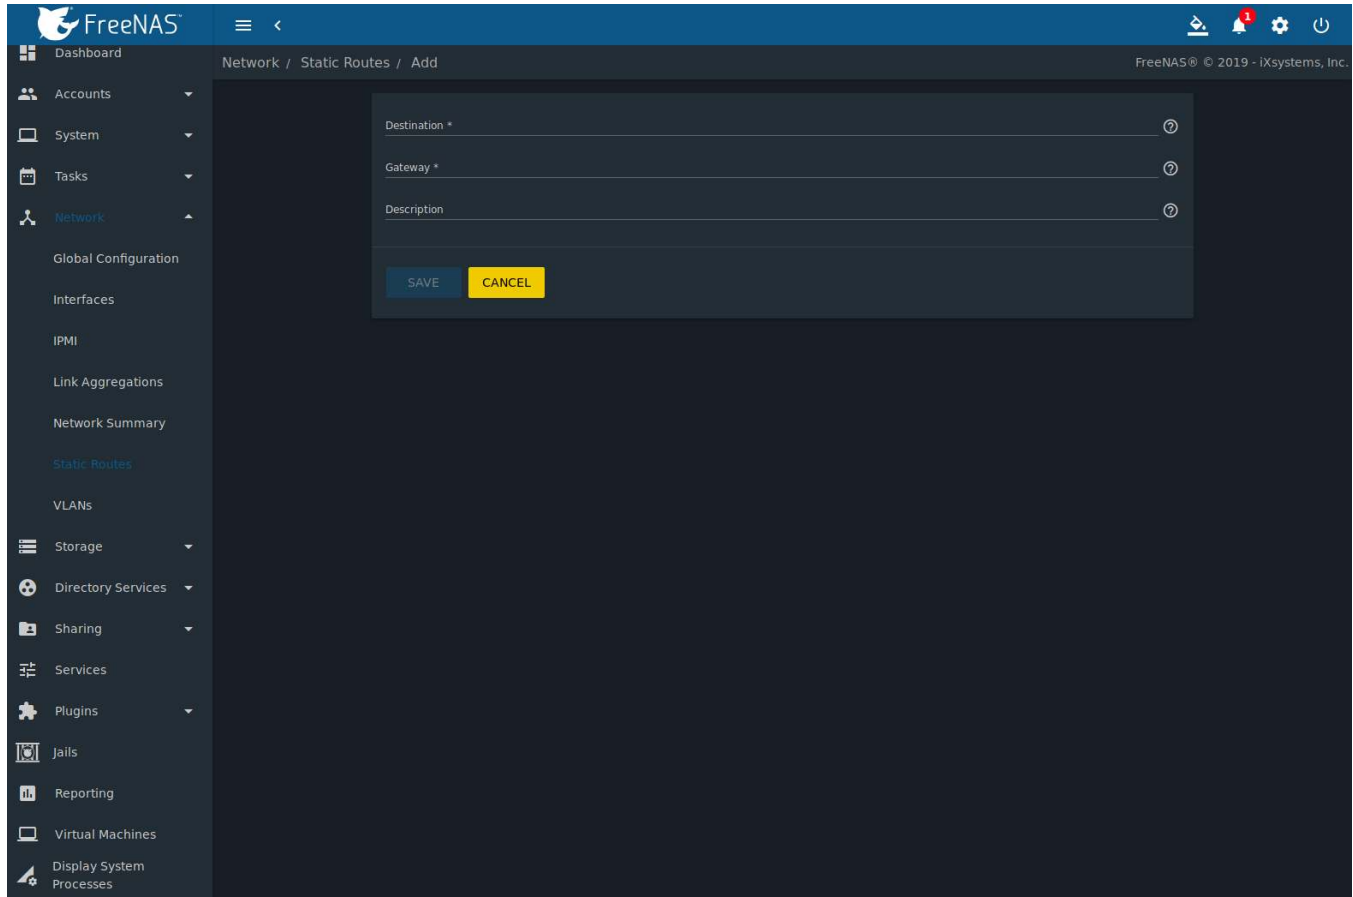 FreeNAS®
1
Dashboard
Network / Static Routes / Add
FreeNAS® © 2019 - iXsystems, Inc.
Accounts
System
Tasks
Network
Global Configuration
Interfaces
IPMI
Link Aggregations
Network Summary
Static Routes
VLANs
Storage
Directory Services
Sharing
Services
Plugins
Jails
Reporting
Virtual Machines
Display System
Processes
Destination *
Gateway *
Description
SAVE
CANCEL